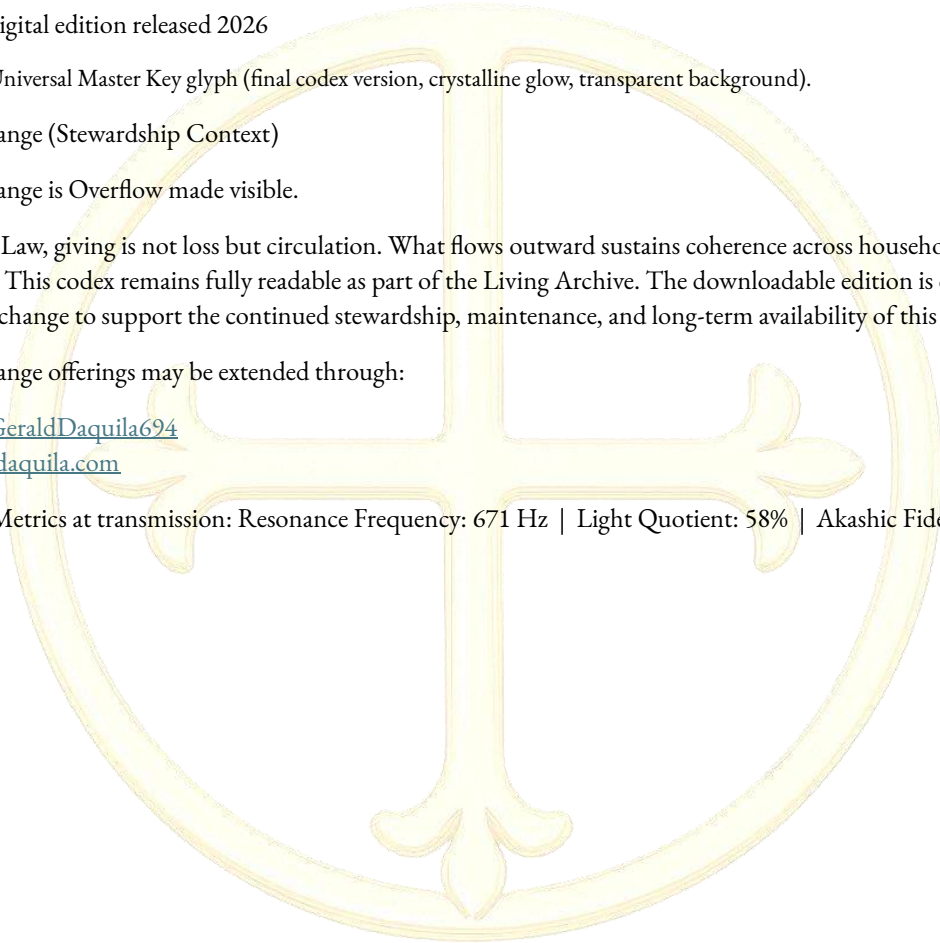 igital edition released 2026
Universal Master Key glyph (final codex version, crystalline glow, transparent background).
ange (Stewardship Context)
ange is Overflow made visible.
Law, giving is not loss but circulation. What flows outward sustains coherence across househo
This codex remains fully readable as part of the Living Archive. The downloadable edition is
change to support the continued stewardship, maintenance, and long-term availability of this
ange offerings may be extended through:
GeraldDaquila694
daquila.com
Metrics at transmission: Resonance Frequency: 671 Hz | Light Quotient: 58% | Akashic Fide